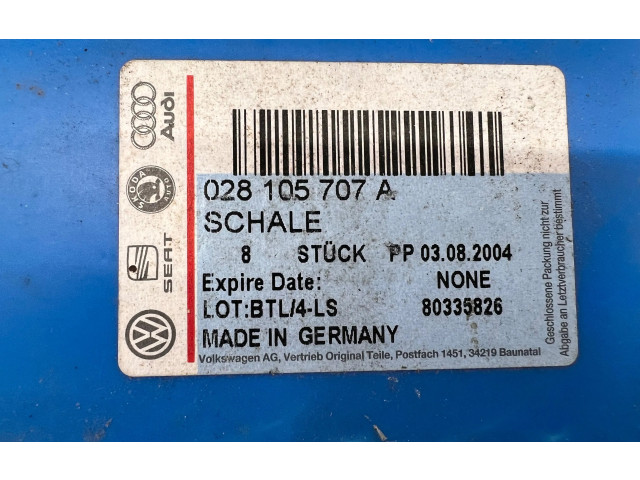 Audi
SKODA
AUTO
SEAT
028 105 707 A
SCHALE
8 STÜCK PP 03.08.2004
Expire Date: NONE
LOT:BTL/4-LS 80335826
MADE IN GERMANY
Volkswagen AG, Vertrieb Original Teile, Postfach 1451, 34219 Baunatal
Geschlossene Packung nicht zur
Abgabe an Letztverbraucher bestimmt